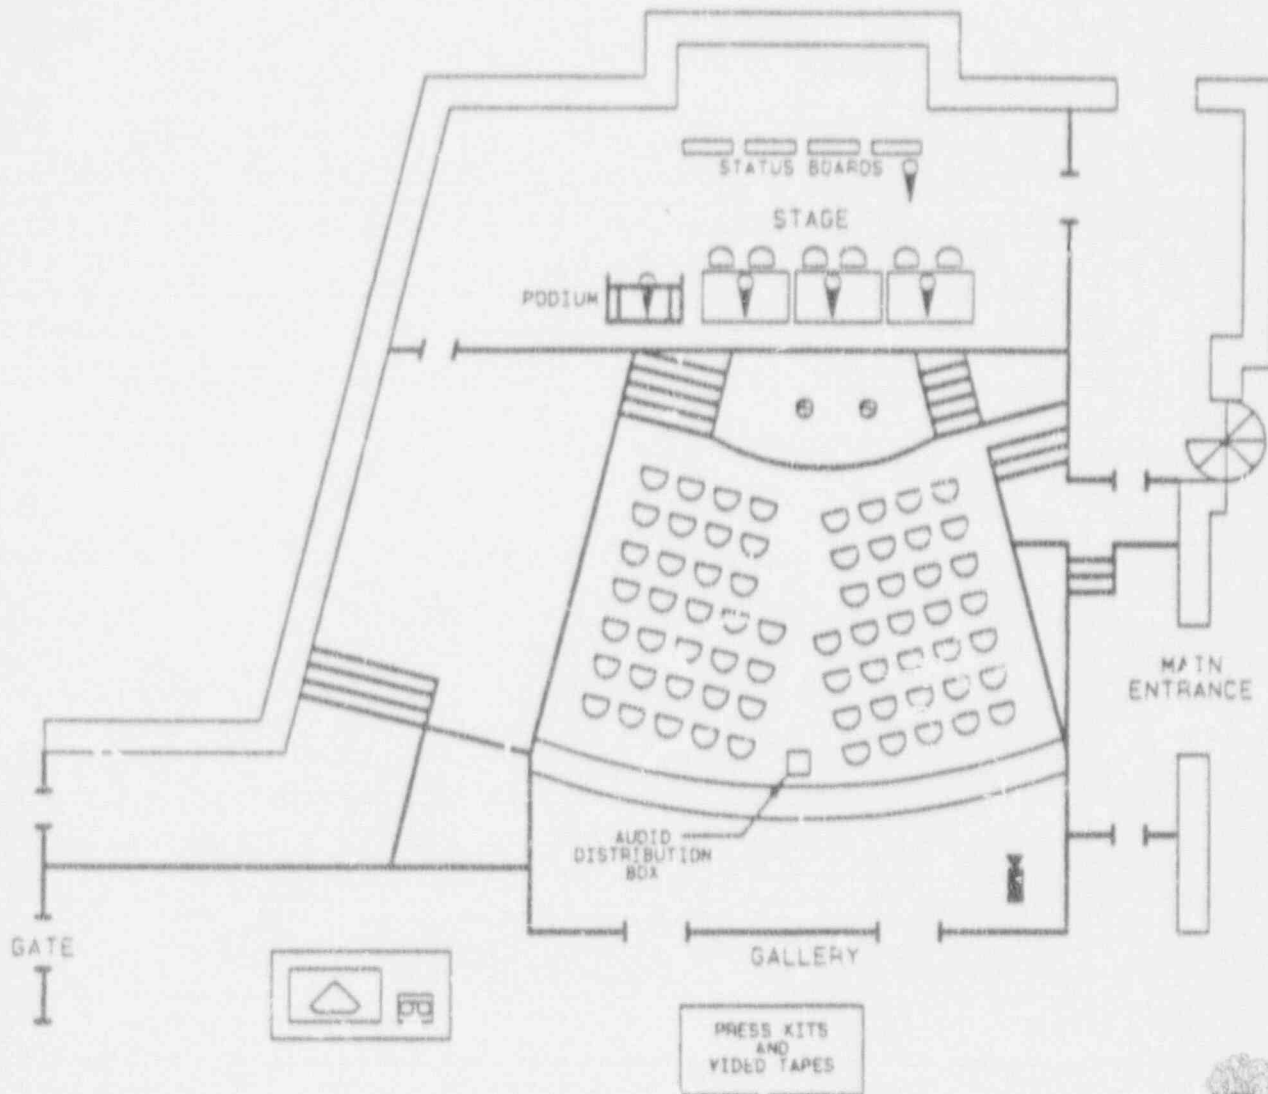 STATUS BOARDS
STAGE
PODIUM
MAIN
ENTRANCE
AUDIO
DISTRIBUTION
BOX
GATE
GALLERY
PRESS KITS
AND
VIDEO TAPES